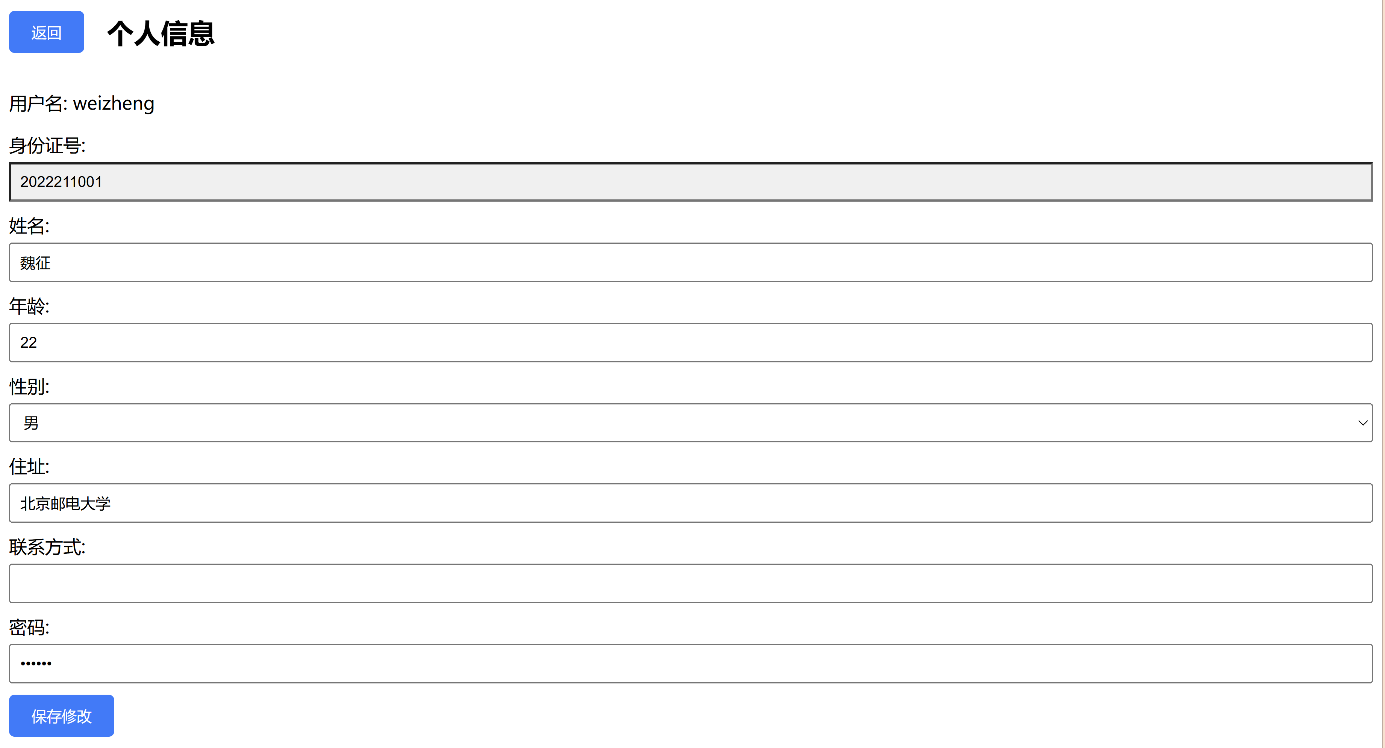 返回 个人信息
用户名: weizheng
身份证号:
2022211001
姓名:
魏征
年龄:
22
性别:
男
住址:
北京邮电大学
联系方式:
密码:
••••••
保存修改